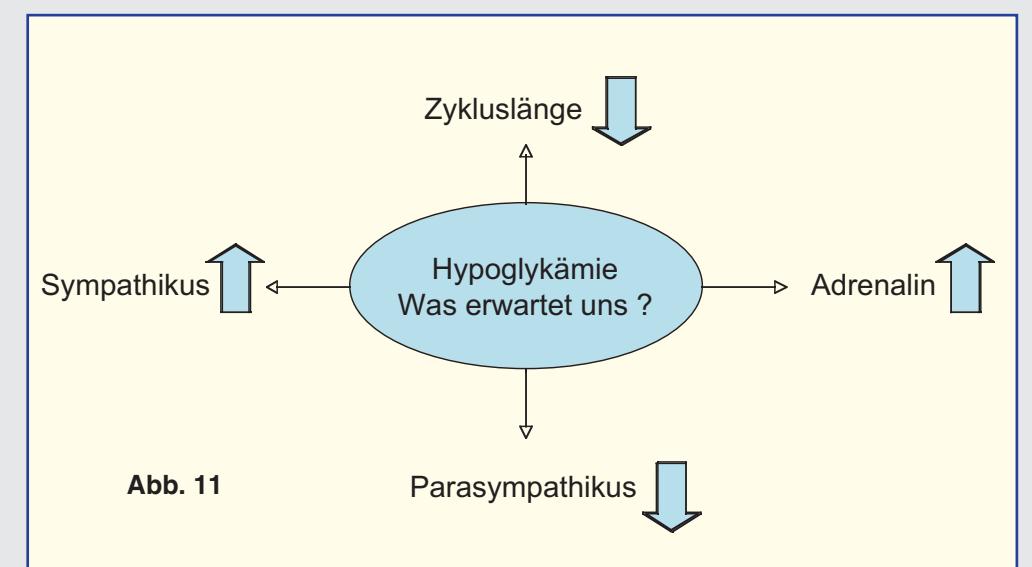 Zykluslänge
Hypoglykämie
Was erwartet uns ?
Sympathikus
Adrenalin
Abb. 11
Parasympathikus